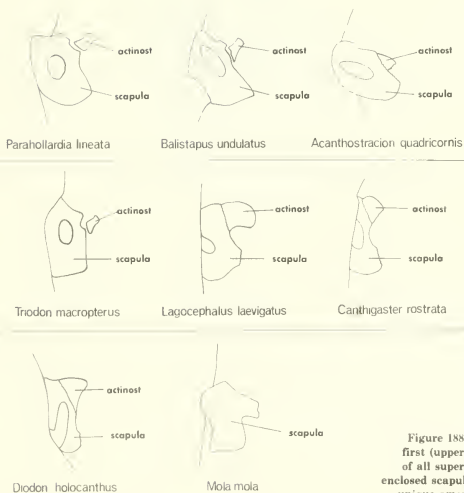 actinost
scapula
actinost
scapula
actinost
scapula
Parahollardia lineata
Balistapus undulatus
Acanthostracion quadricornis
actinost
scapula
actinost
scapula
actinost
scapula
Triodon macropterus
Lagocephalus laevigatus
Canthigaster rostrata
actinost
scapula
scapula
Diodon holocanthus
Mola mola
Figure 188
first (upper
of all super
enclosed scapul